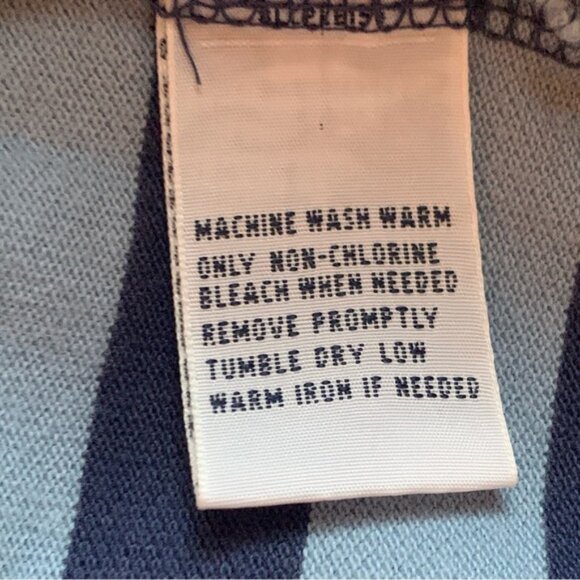 MACHINE WASH WARM
ONLY NON-CHLORINE
BLEACH WHEN NEEDED
REMOVE PROMPTLY
TUMBLE DRY LOW
WARM IRON IF NEEDED